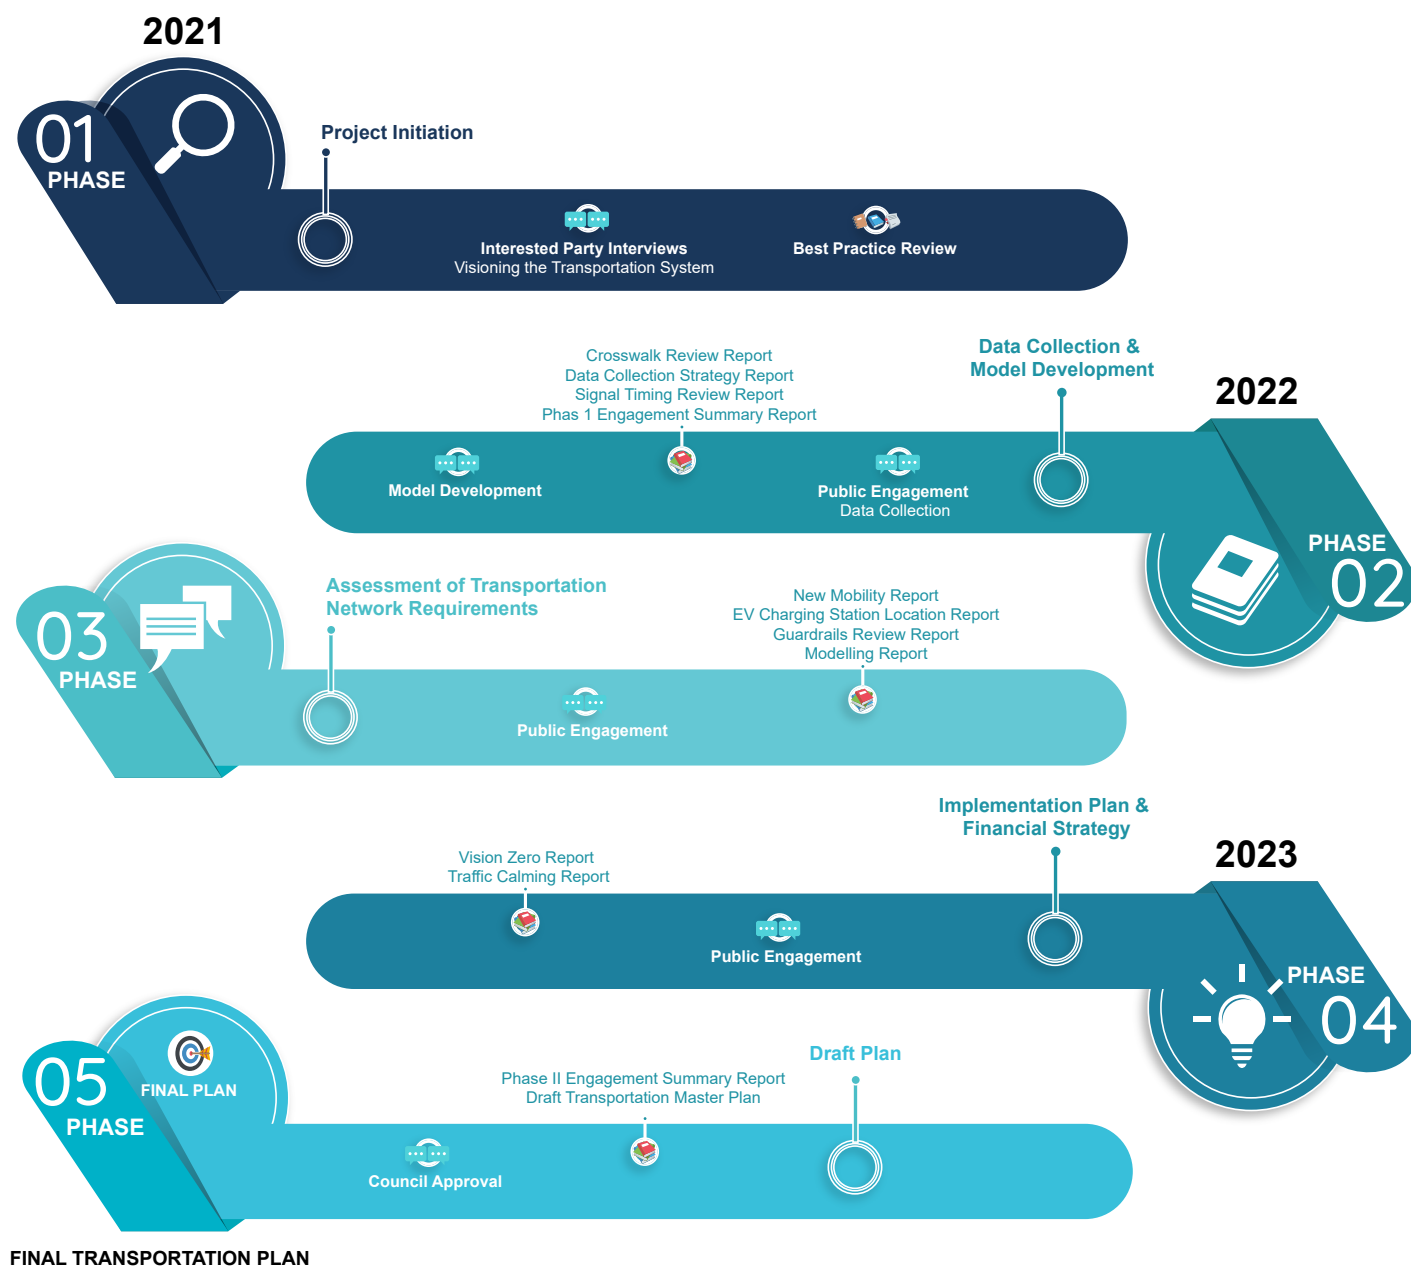 2021
01
PHASE
Project Initiation
Interested Party Interviews
Visioning the Transportation System
Best Practice Review
2022
PHASE
02
Data Collection &
Model Development
Public Engagement
Data Collection
Crosswalk Review Report
Data Collection Strategy Report
Signal Timing Review Report
Phas 1 Engagement Summary Report
Model Development
03
PHASE
Assessment of Transportation
Network Requirements
Public Engagement
New Mobility Report
EV Charging Station Location Report
Guardrails Review Report
Modelling Report
2023
PHASE
04
Implementation Plan &
Financial Strategy
Public Engagement
Vision Zero Report
Traffic Calming Report
05
PHASE
FINAL PLAN
Draft Plan
Phase II Engagement Summary Report
Draft Transportation Master Plan
Council Approval
FINAL TRANSPORTATION PLAN